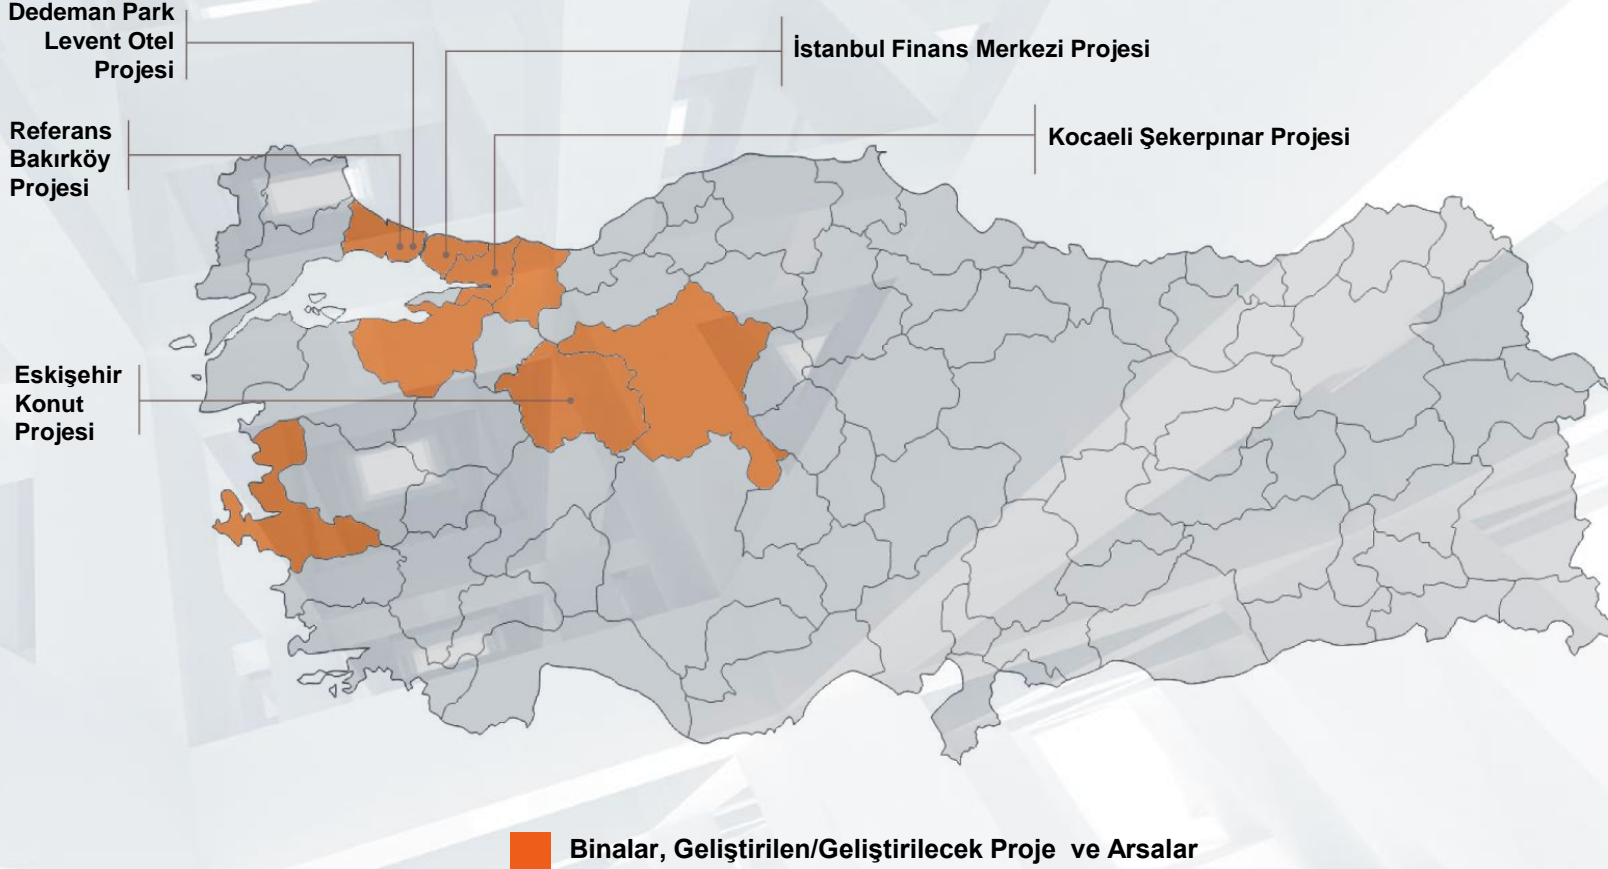 Dedeman Park
Levent Otel
Projesi
İstanbul Finans Merkezi Projesi
Referans
Bakırköy
Projesi
Kocaeli Şekerpınar Projesi
Eskişehir
Konut
Projesi
Binalar, Geliştirilen/Geliştirilecek Proje ve Arsalar